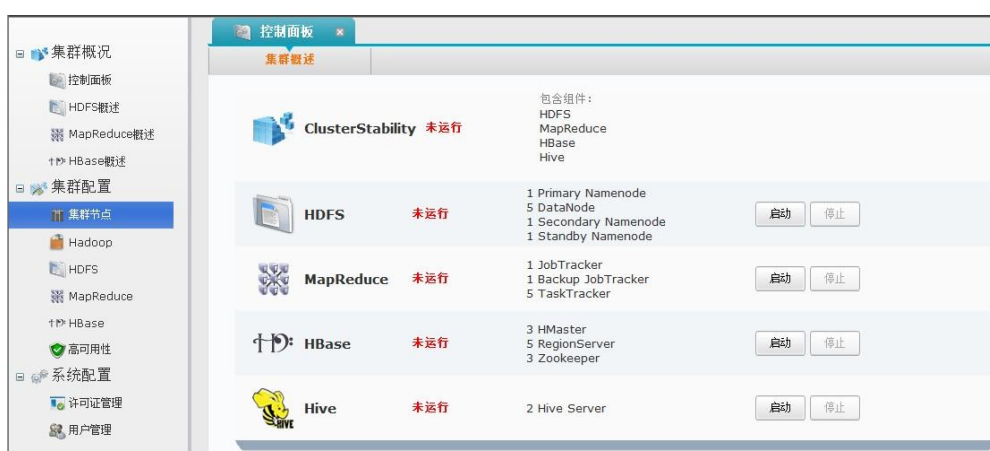 集群概况
控制面板
HDFS概述
MapReduce概述
HBase概述
集群配置
集群节点
Hadoop
HDFS
MapReduce
HBase
高可用性
系统配置
许可证管理
用户管理
控制面板 ×
集群概述
ClusterStability 未运行
包含组件:
HDFS
MapReduce
HBase
Hive
HDFS 未运行
1 Primary Namenode
5 DataNode
1 Secondary Namenode
1 Standby Namenode
启动 停止
MapReduce 未运行
1 JobTracker
1 Backup JobTracker
5 TaskTracker
启动 停止
HBase 未运行
3 HMaster
5 RegionServer
3 Zookeeper
启动 停止
HIVE
Hive 未运行
2 Hive Server
启动 停止